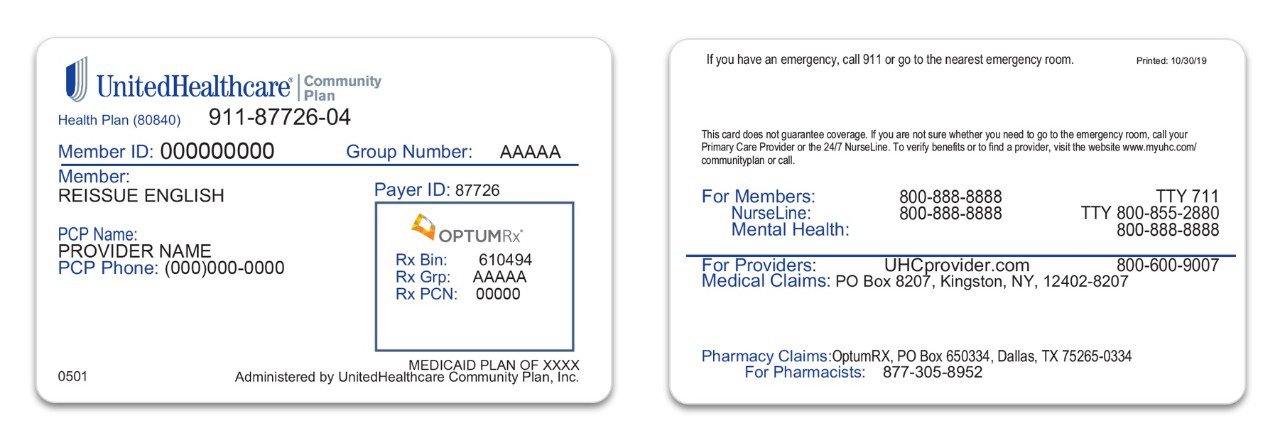 UnitedHealthcare® Community
Plan
Health Plan (80840) 911-87726-04
Member ID: 000000000 Group Number: AAAAA
Member:
REISSUE ENGLISH
Payer ID: 87726
PCP Name:
PROVIDER NAME
PCP Phone: (000)000-0000
OPTUMRx®
Rx Bin: 610494
Rx Grp: AAAAA
Rx PCN: 00000
MEDICAID PLAN OF XXXX
0501 Administered by UnitedHealthcare Community Plan, Inc.
If you have an emergency, call 911 or go to the nearest emergency room. Printed: 10/30/19
This card does not guarantee coverage. If you are not sure whether you need to go to the emergency room, call your
Primary Care Provider or the 24/7 NurseLine. To verify benefits or to find a provider, visit the website www.myuhc.com/
communityplan or call.
For Members: 800-888-8888 TTY 711
NurseLine: 800-888-8888 TTY 800-855-2880
Mental Health: 800-888-8888
For Providers: UHCprovider.com 800-600-9007
Medical Claims: PO Box 8207, Kingston, NY, 12402-8207
Pharmacy Claims:OptumRX, PO Box 650334, Dallas, TX 75265-0334
For Pharmacists: 877-305-8952